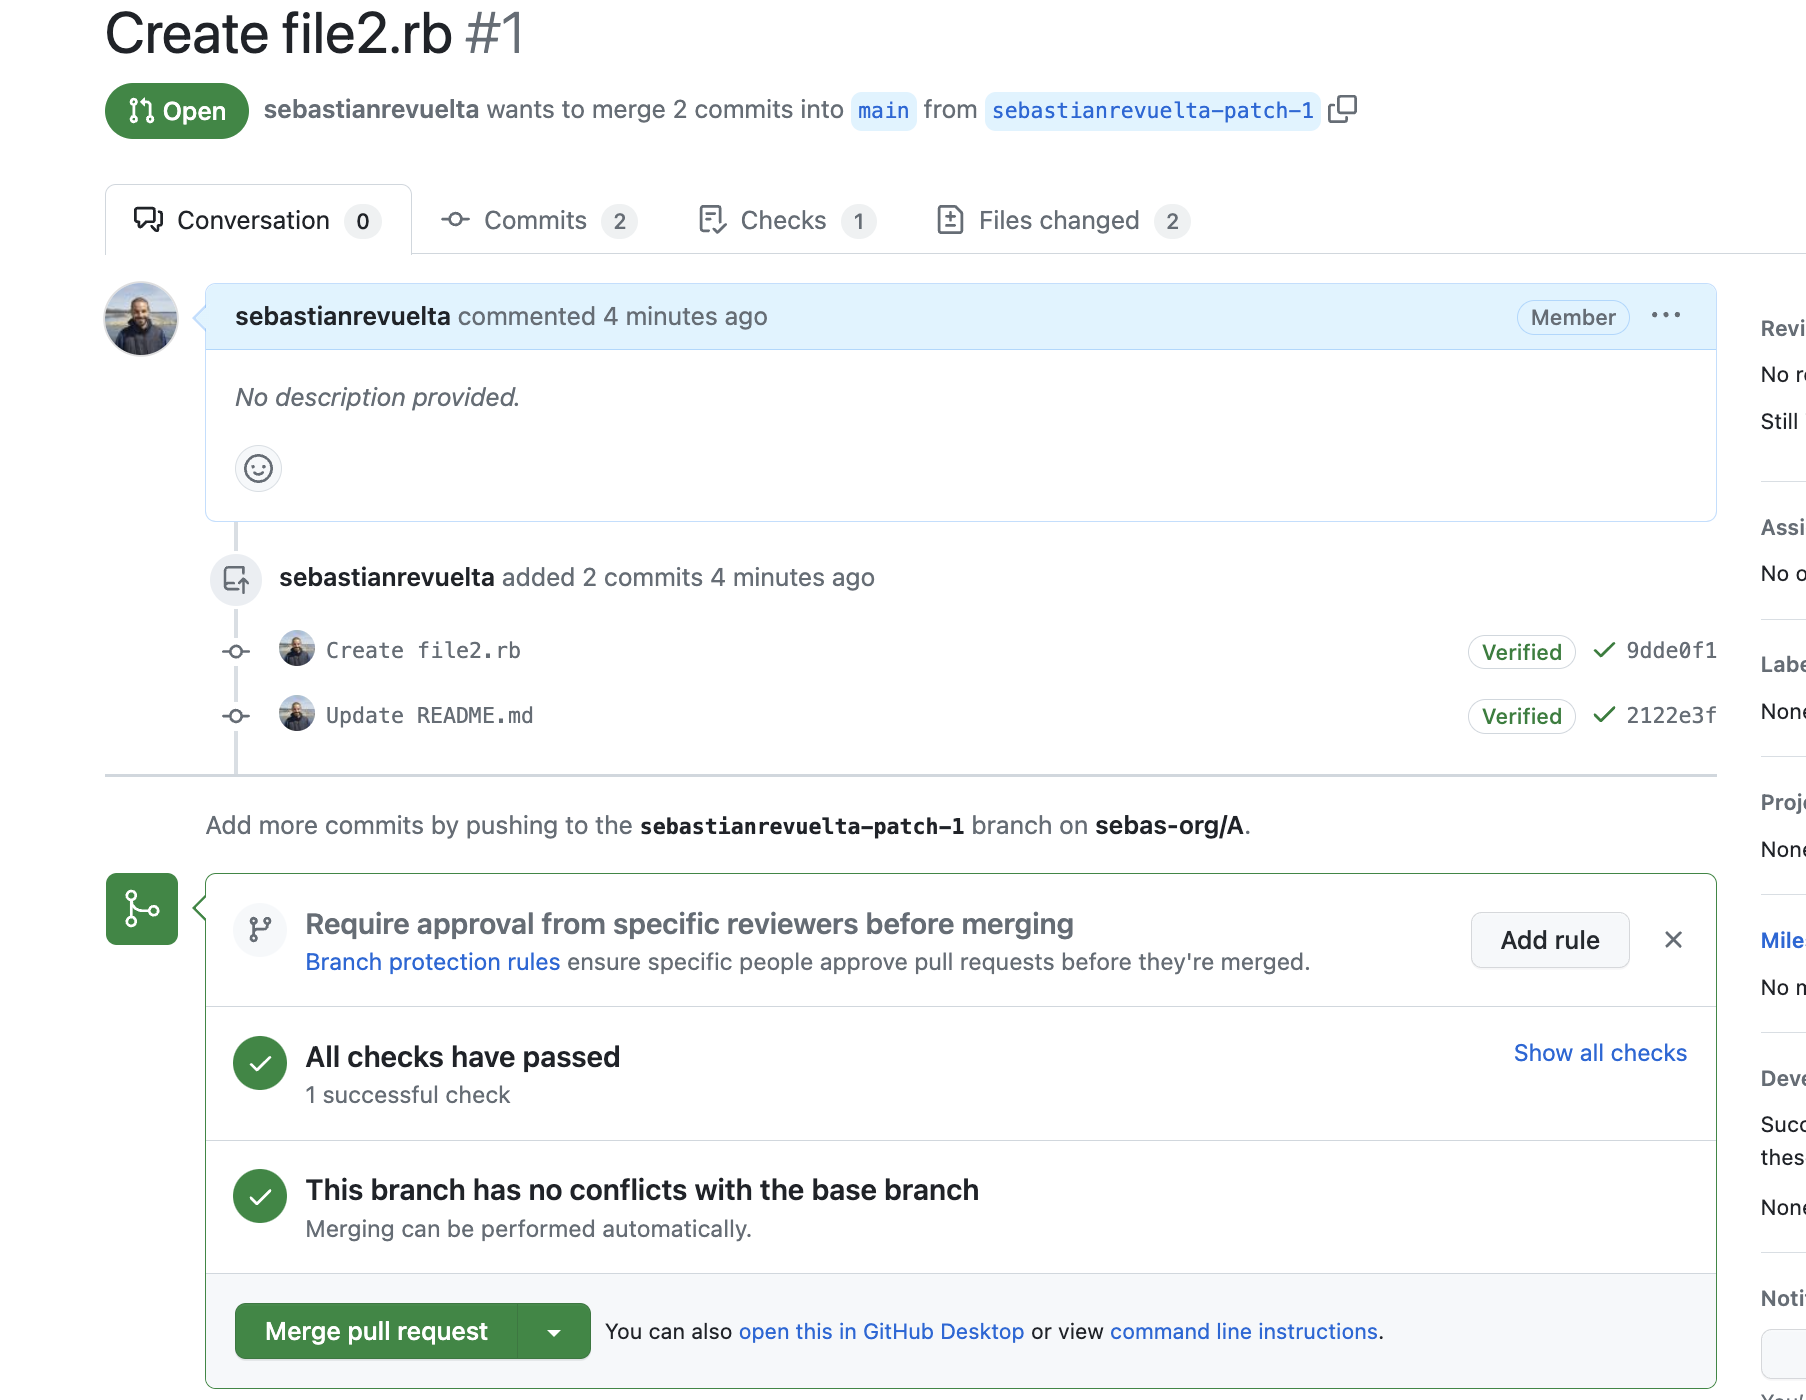 Create file2.rb #1
Open sebastianrevuelta wants to merge 2 commits into main from sebastianrevuelta-patch-1
Conversation 0 Commits 2 Checks 1 Files changed 2
sebastianrevuelta commented 4 minutes ago Member
No description provided.
sebastianrevuelta added 2 commits 4 minutes ago
Create file2.rb Verified 9dde0f1
Update README.md Verified 2122e3f
Add more commits by pushing to the sebastianrevuelta-patch-1 branch on sebas-org/A.
Require approval from specific reviewers before merging
Branch protection rules ensure specific people approve pull requests before they're merged.
Add rule
All checks have passed
1 successful check
Show all checks
This branch has no conflicts with the base branch
Merging can be performed automatically.
Merge pull request You can also open this in GitHub Desktop or view command line instructions.
Revi
No r
Still
Assi
No o
Labe
None
Proje
None
Mile
No m
Deve
Succ
thes
None
Noti